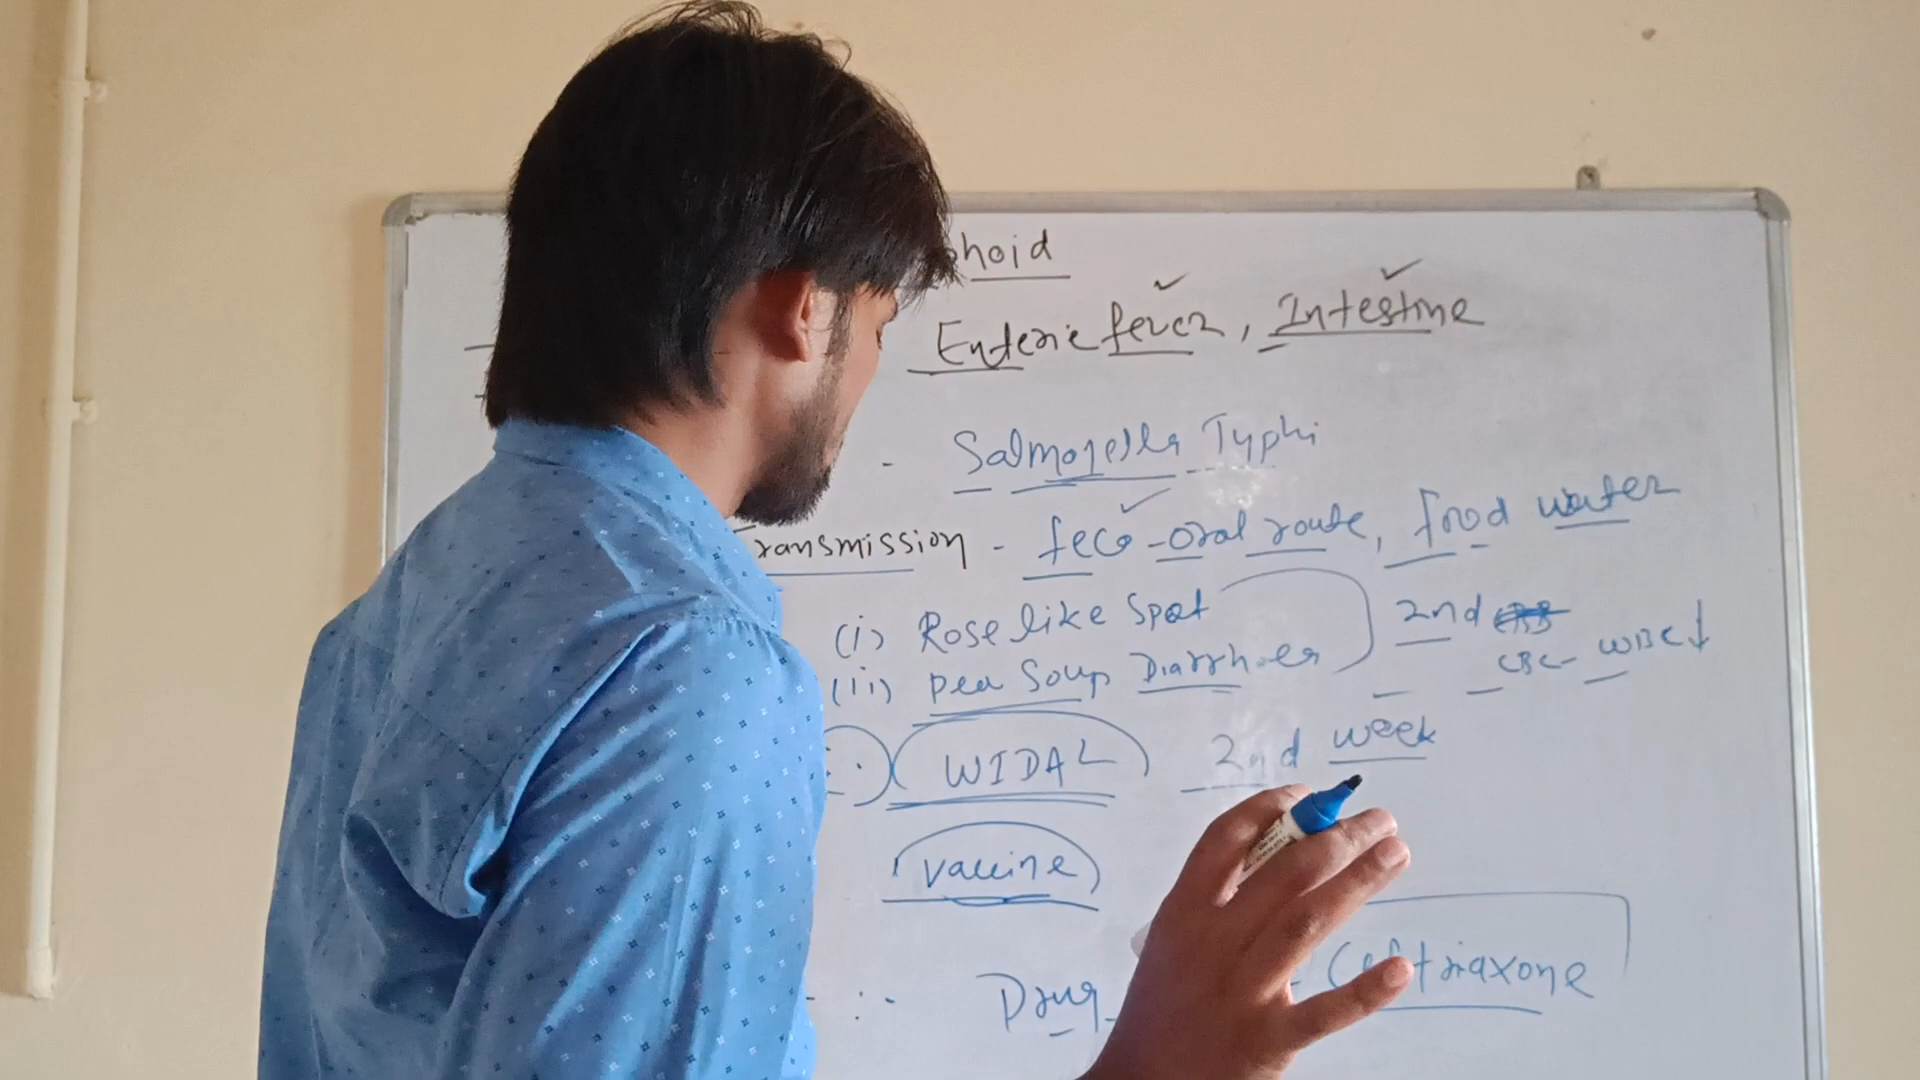 phoid
Enteric fever, Intestine
- Salmonella Typhi
Transmission - feco-oral route, food water
(i) Rose like spot
2nd
(ii) pea soup Diarrhoea
CBC- WBC↓
WIDAL 2nd week
vaccine
:- Drug - Ceftriaxone